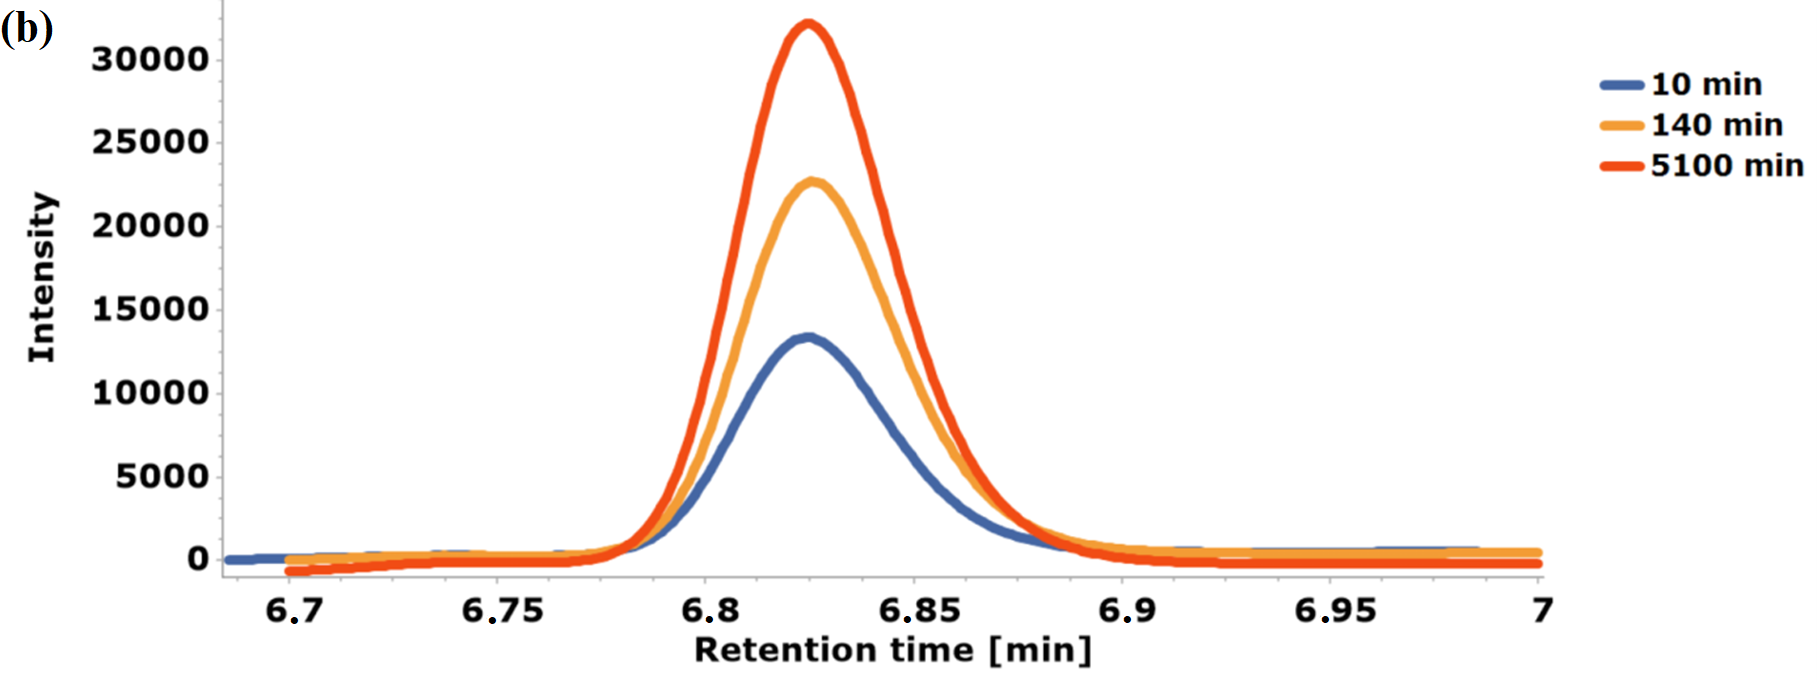 (b)
30000
25000
20000
15000
10000
5000
0
Intensity
6.7 6.75 6.8 6.85 6.9 6.95 7
Retention time [min]
10 min
140 min
5100 min